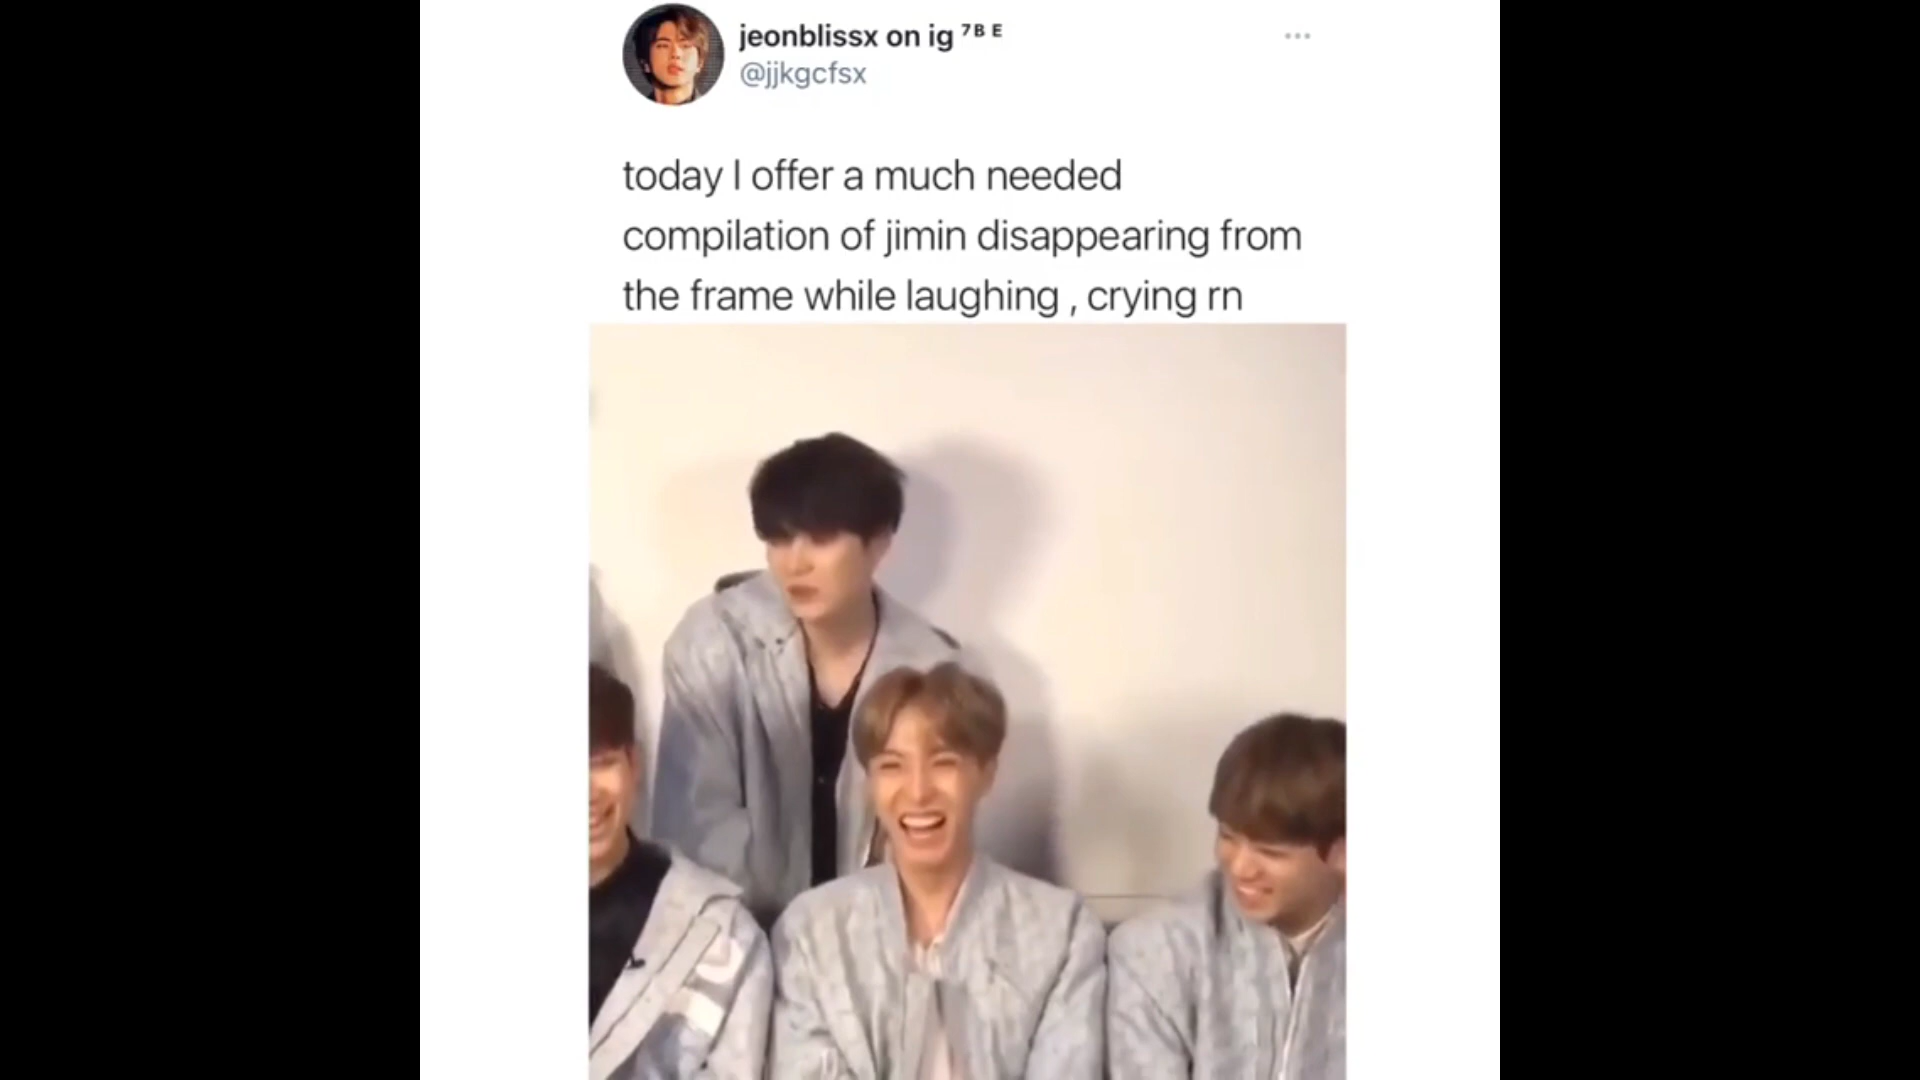 jeonblissx on ig ⁷ᴮ ᴱ
@jjkgcfsx
today I offer a much needed
compilation of jimin disappearing from
the frame while laughing , crying rn